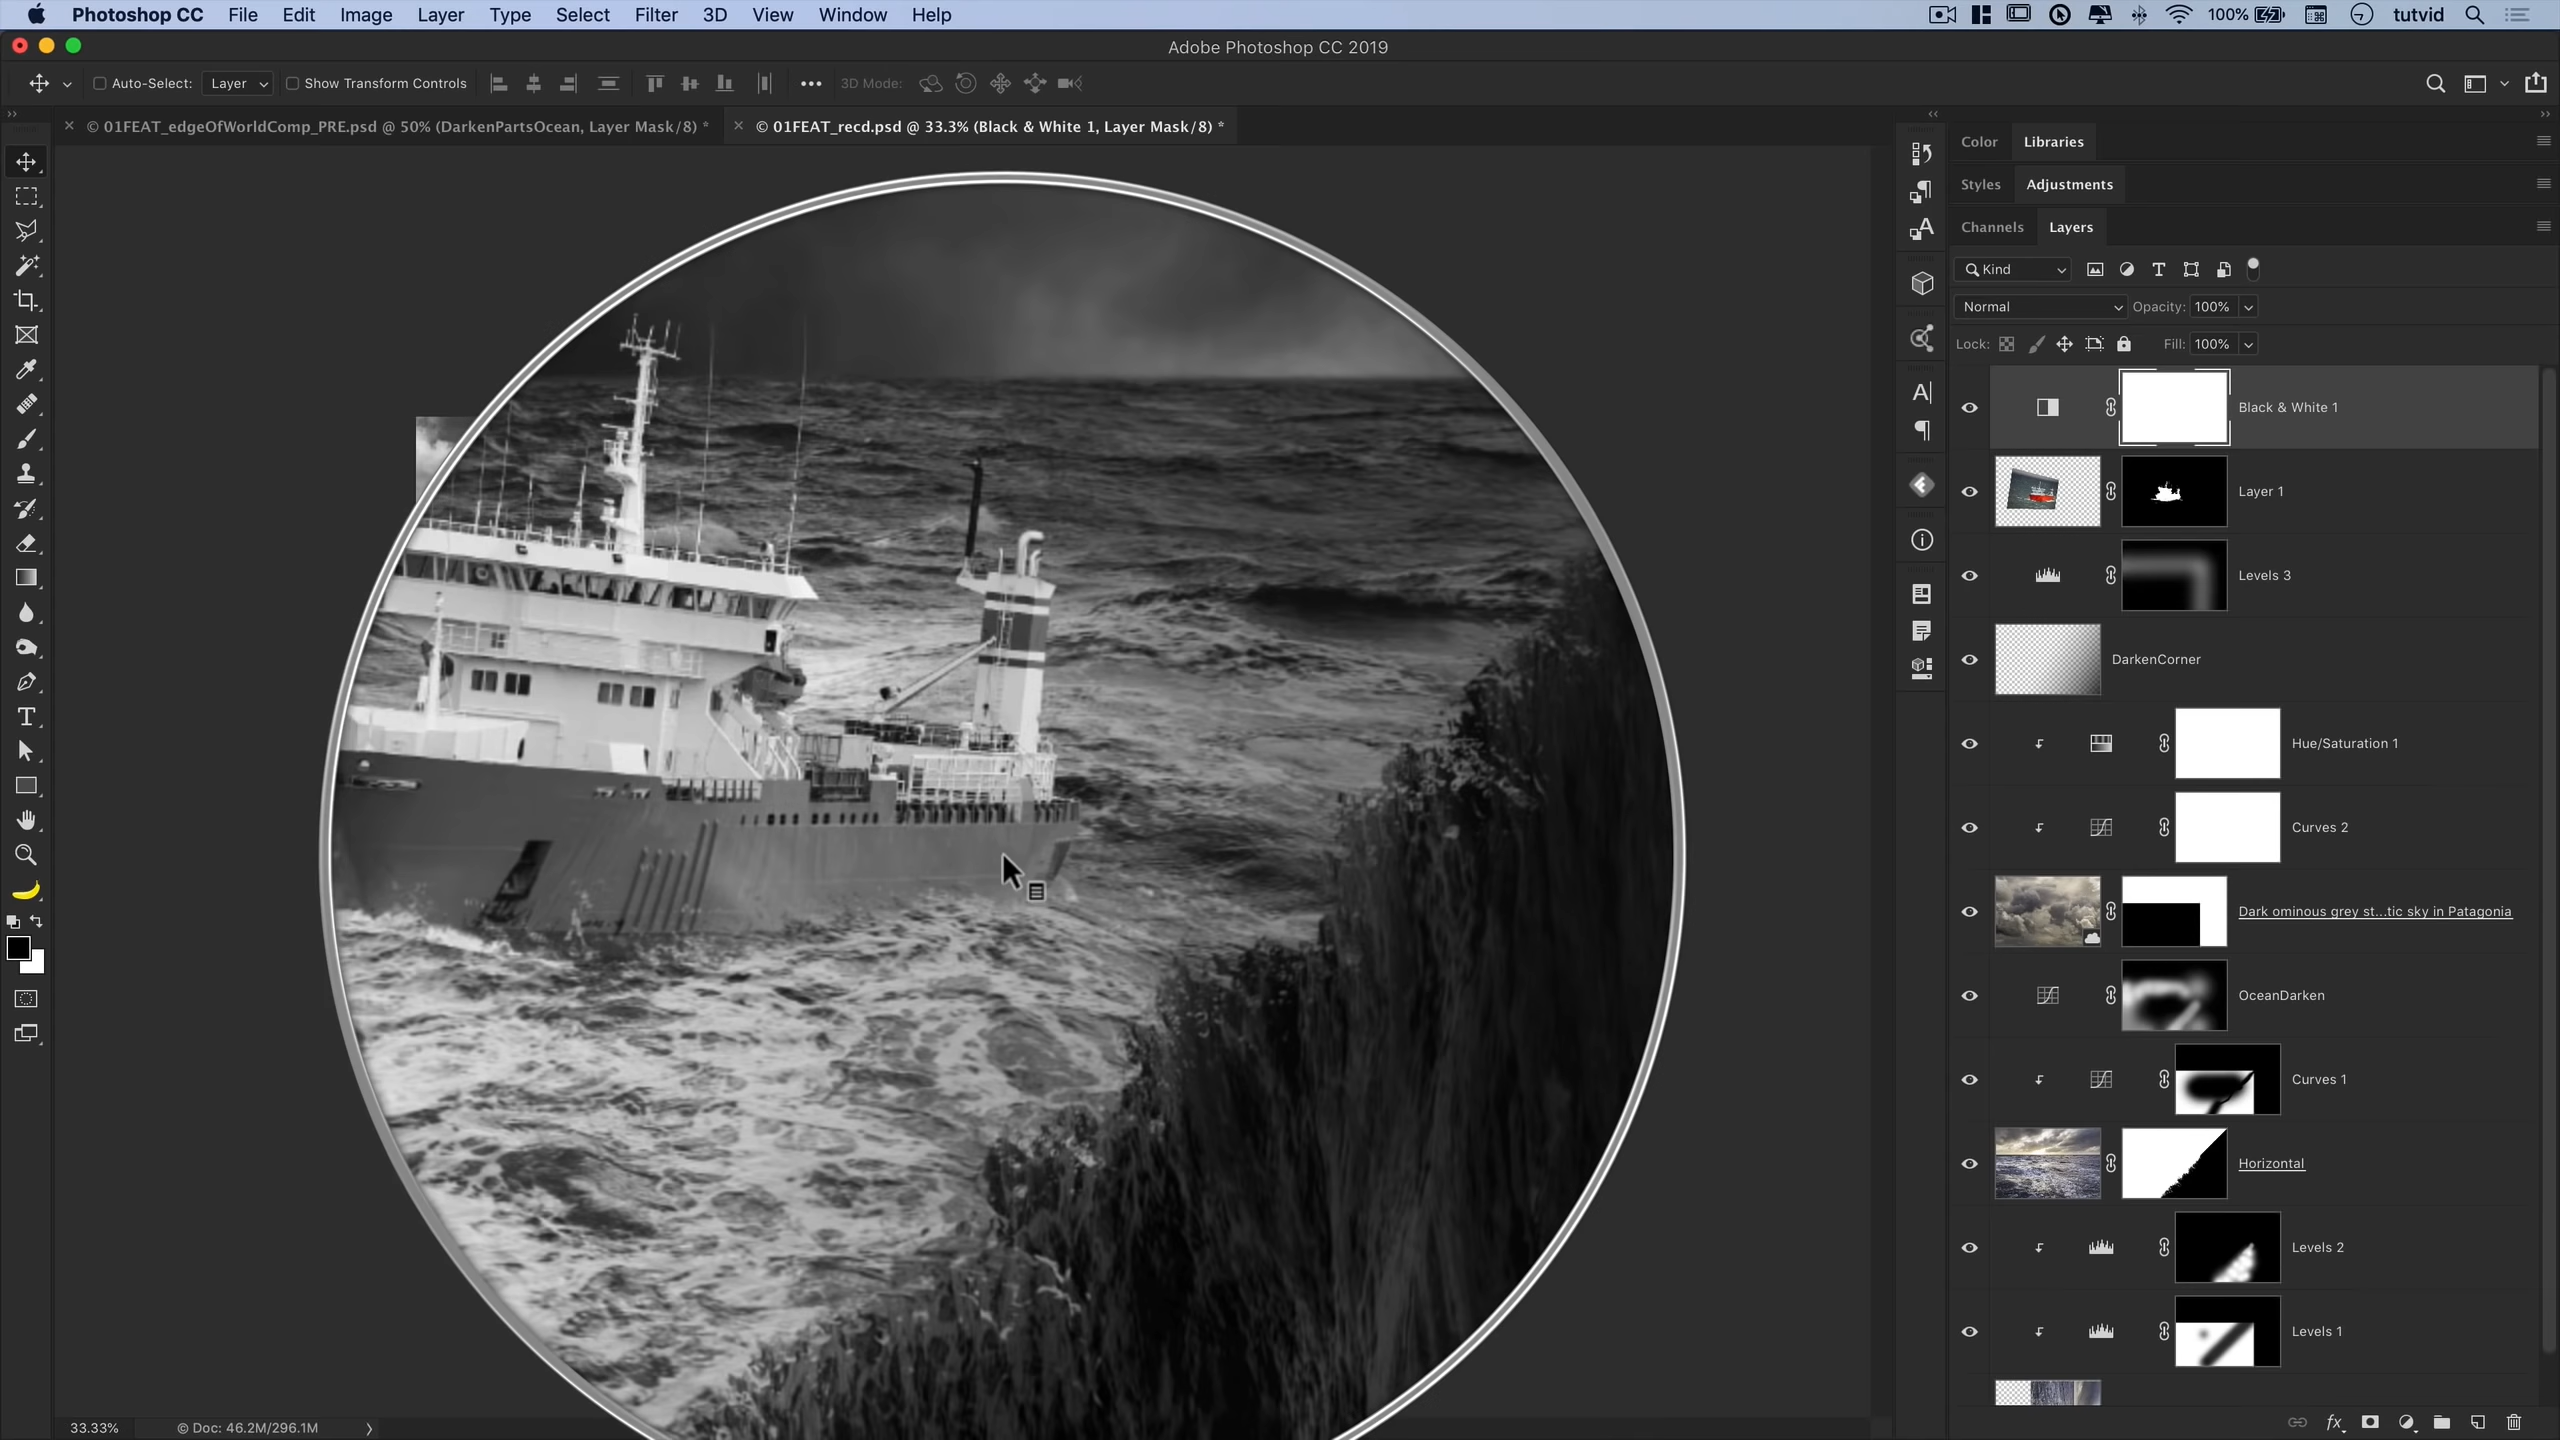 Photoshop CC File Edit Image Layer Type Select Filter 3D View Window Help 100% tutvid
Adobe Photoshop CC 2019
Auto-Select: Layer Show Transform Controls 3D Mode:
© 01FEAT_edgeOfWorldComp_PRE.psd @ 50% (DarkenPartsOcean, Layer Mask/8) *
© 01FEAT_recd.psd @ 33.3% (Black & White 1, Layer Mask/8) *
Color Libraries
Styles Adjustments
Channels Layers
Kind
Normal Opacity: 100%
Lock: Fill: 100%
Black & White 1
Layer 1
Levels 3
DarkenCorner
Hue/Saturation 1
Curves 2
Dark ominous grey st...tic sky in Patagonia
OceanDarken
Curves 1
Horizontal
Levels 2
Levels 1
33.33% © Doc: 46.2M/296.1M